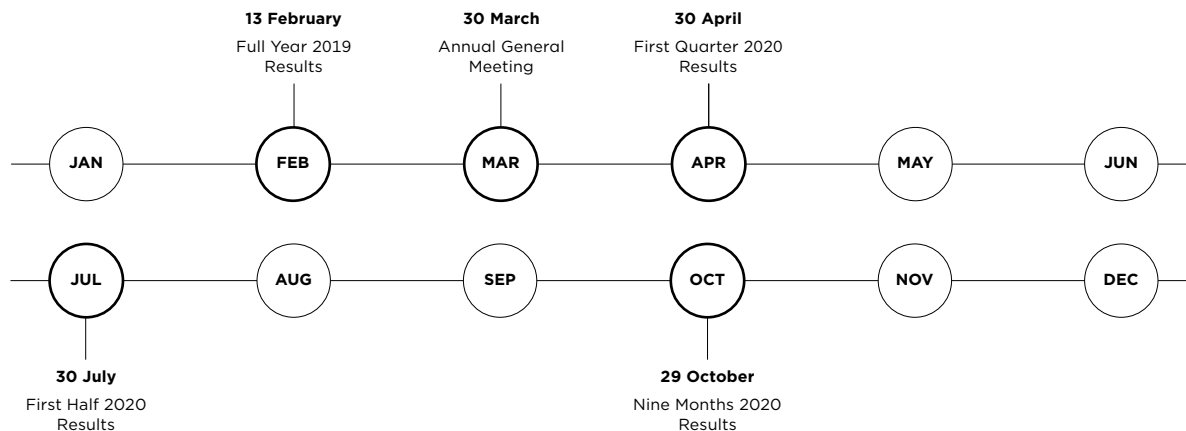 13 February
Full Year 2019
Results
30 March
Annual General
Meeting
30 April
First Quarter 2020
Results
JAN
FEB
MAR
APR
MAY
JUN
JUL
AUG
SEP
OCT
NOV
DEC
30 July
First Half 2020
Results
29 October
Nine Months 2020
Results